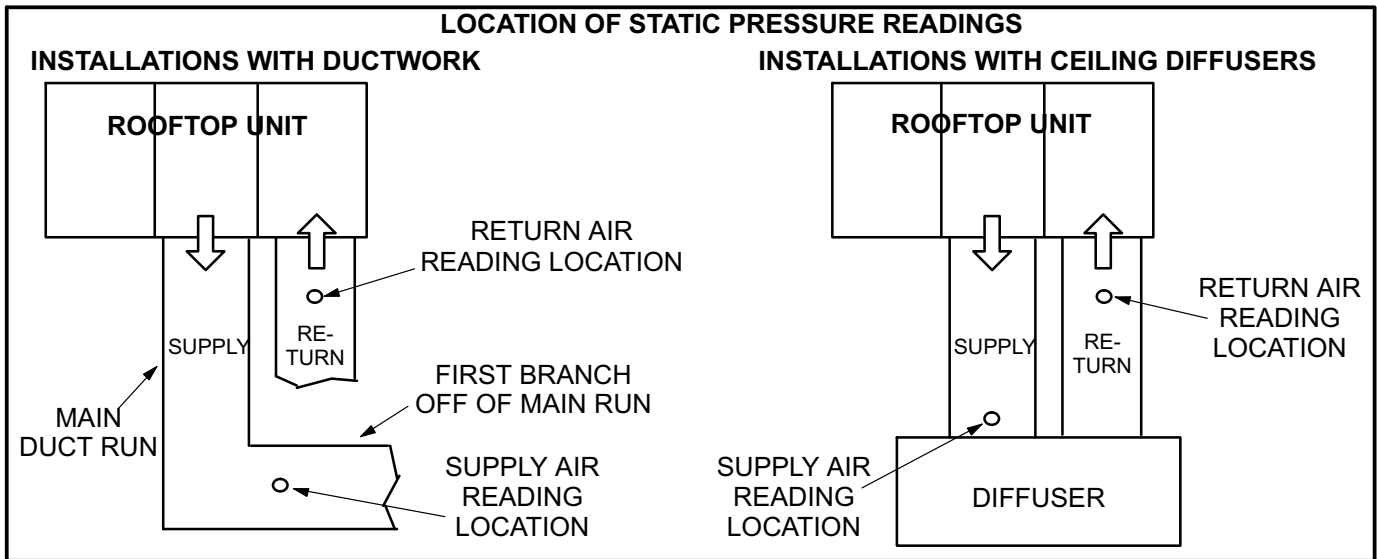 LOCATION OF STATIC PRESSURE READINGS
INSTALLATIONS WITH DUCTWORK
ROOFTOP UNIT
RETURN AIR
READING LOCATION
SUPPLY
RE-
TURN
FIRST BRANCH
OFF OF MAIN RUN
MAIN
DUCT RUN
SUPPLY AIR
READING
LOCATION
INSTALLATIONS WITH CEILING DIFFUSERS
ROOFTOP UNIT
RETURN AIR
READING
LOCATION
SUPPLY
RE-
TURN
SUPPLY AIR
READING
LOCATION
DIFFUSER